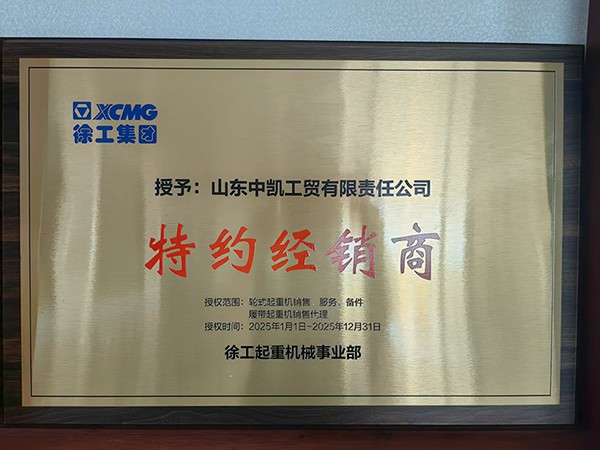 XCMG
徐工集团
授予：山东中凯工贸有限责任公司
特约经销商
授权范围：轮式起重机销售 服务、备件
履带起重机销售代理
授权时间：2025年1月1日-2025年12月31日
徐工起重机械事业部